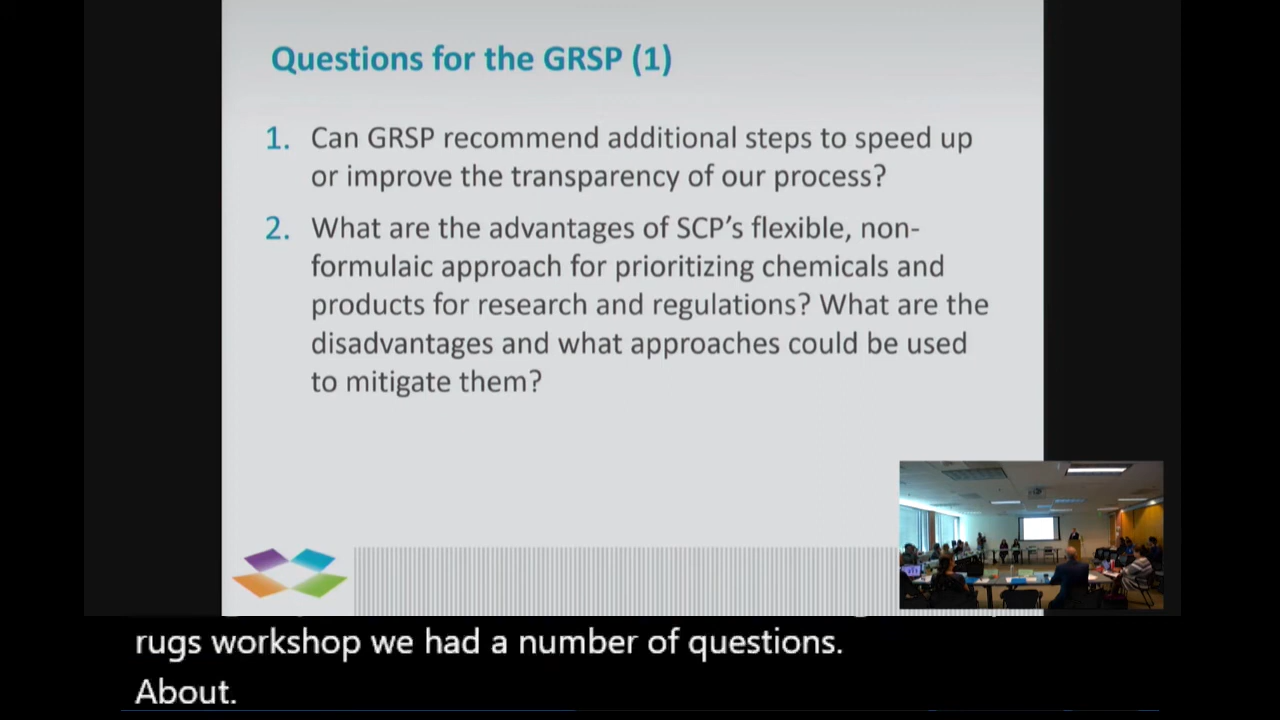 Questions for the GRSP (1)
1. Can GRSP recommend additional steps to speed up
or improve the transparency of our process?
2. What are the advantages of SCP's flexible, non-
formulaic approach for prioritizing chemicals and
products for research and regulations? What are the
disadvantages and what approaches could be used
to mitigate them?
rugs workshop we had a number of questions.
About.